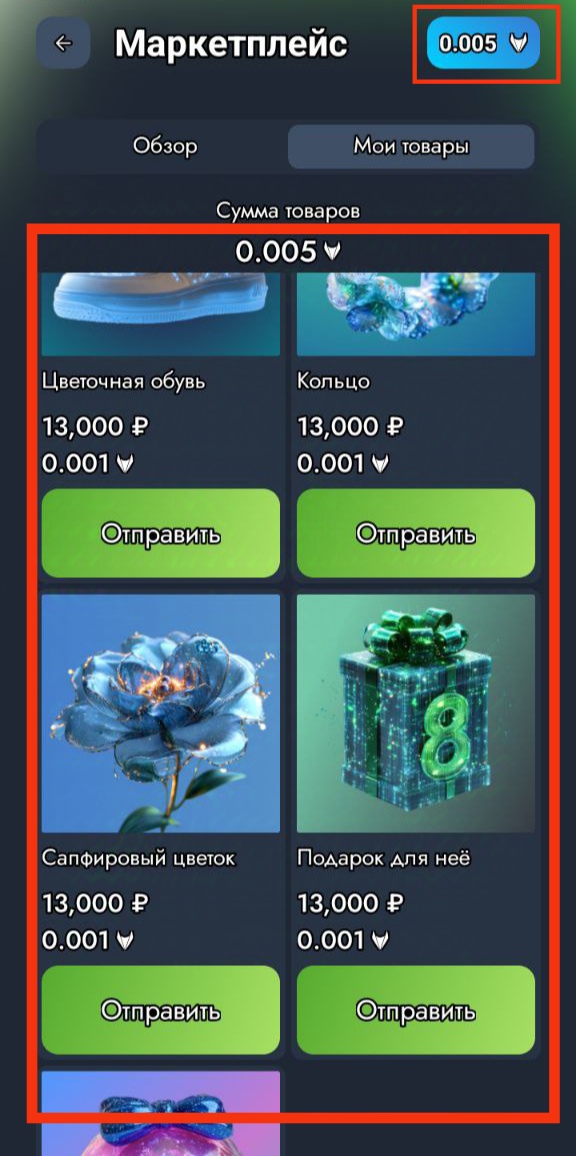 Маркетплейс
0.005
Обзор
Мои товары
Сумма товаров
0.005
Цветочная обувь
Кольцо
13,000 ₽
13,000 ₽
0.001
0.001
Отправить
Отправить
8
Сапфировый цветок
Подарок для неё
13,000 ₽
13,000 ₽
0.001
0.001
Отправить
Отправить